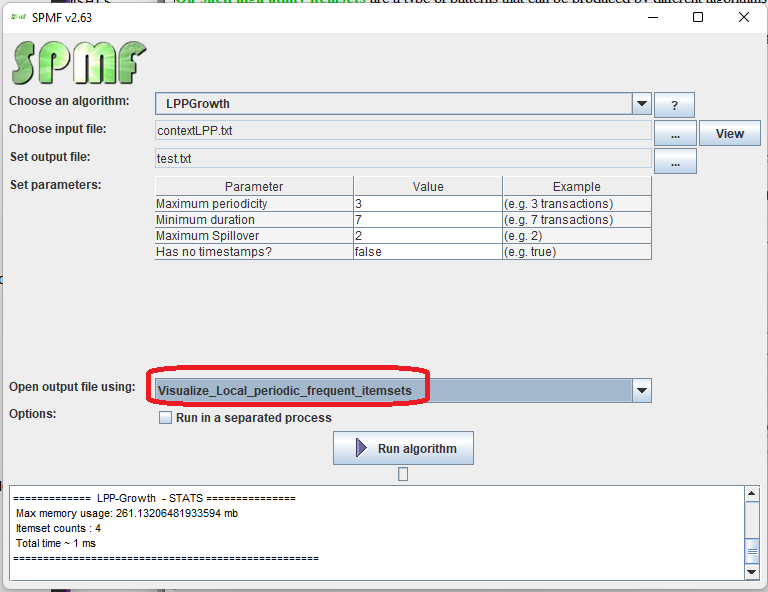 SPMF v2.63
SPMF
Choose an algorithm: LPPGrowth ?
Choose input file: contextLPP.txt ... View
Set output file: test.txt ...
Set parameters: Parameter Value Example
Maximum periodicity 3 (e.g. 3 transactions)
Minimum duration 7 (e.g. 7 transactions)
Maximum Spillover 2 (e.g. 2)
Has no timestamps? false (e.g. true)
Open output file using: Visualize_Local_periodic_frequent_itemsets
Options: Run in a separated process
Run algorithm
============= LPP-Growth - STATS ===============
Max memory usage: 261.13206481933594 mb
Itemset counts : 4
Total time ~ 1 ms
===================================================